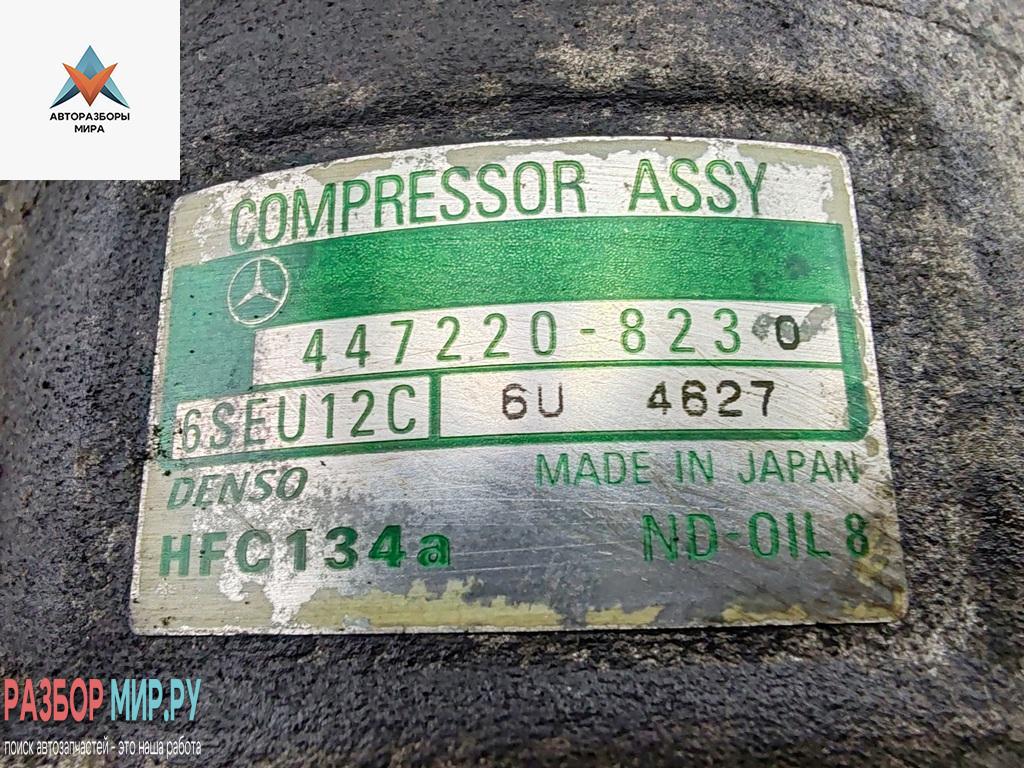 АВТОРАЗБОРЫ
МИРА
COMPRESSOR ASSY
447220-8230
6SEU12C 6U 4627
DENSO MADE IN JAPAN
HFC134a ND-OIL 8
РАЗБОР МИР.РУ
поиск автозапчастей - это наша работа